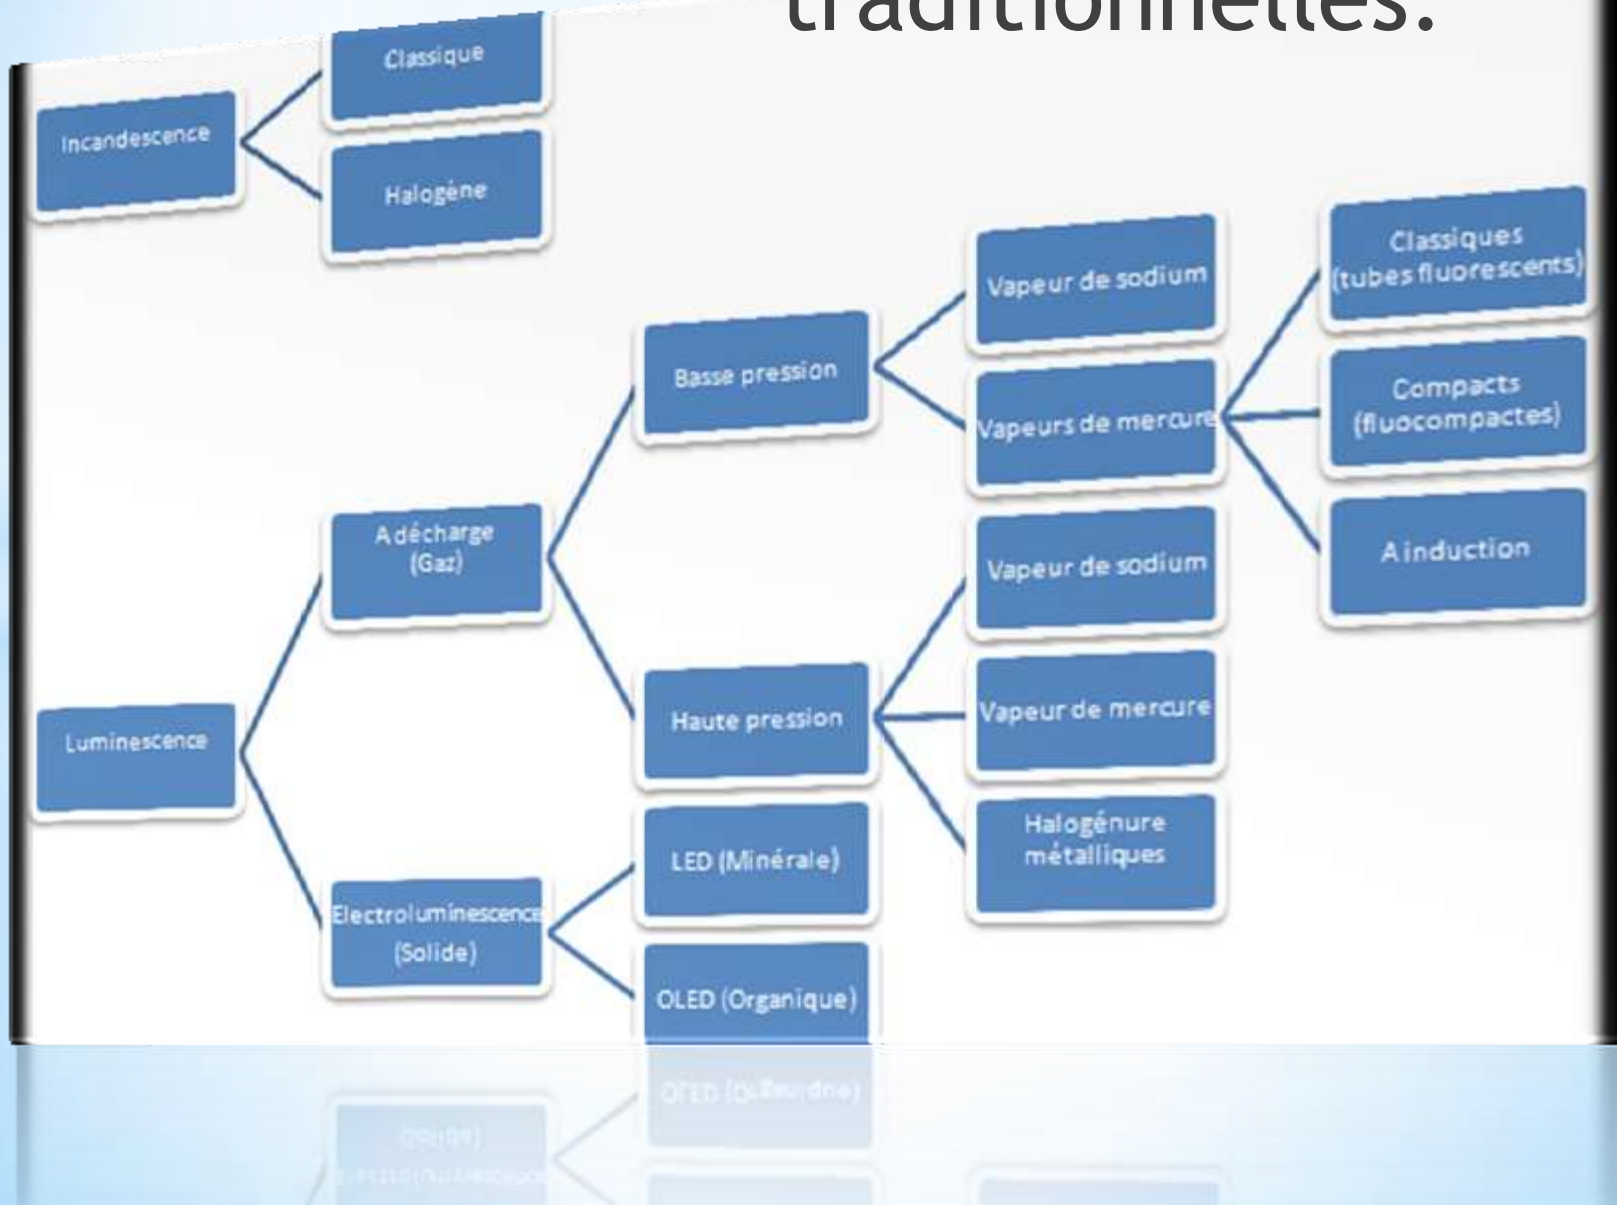 traditionnelles.
Classique
Incandescence
Halogène
Vapeur de sodium
Classiques
(tubes fluorescents)
Basse pression
Vapeurs de mercure
Compacts
(fluocompactes)
A décharge
(Gaz)
Vapeur de sodium
A induction
Luminescence
Haute pression
Vapeur de mercure
Halogénure
métalliques
LED (Minérale)
Electroluminescence
(Solide)
OLED (Organique)